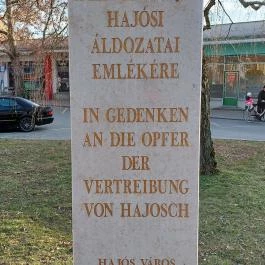 HAJÓSI
ÁLDOZATAI
EMLÉKÉRE
IN GEDENKEN
AN DIE OPFER
DER
VERTREIBUNG
VON HAJOSCH
HAJÓS VÁROS